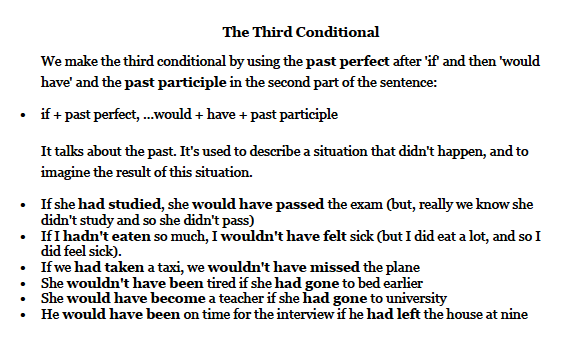 The Third Conditional
We make the third conditional by using the past perfect after 'if' and then 'would
have' and the past participle in the second part of the sentence:
• if + past perfect, ...would + have + past participle
It talks about the past. It's used to describe a situation that didn't happen, and to
imagine the result of this situation.
• If she had studied, she would have passed the exam (but, really we know she
didn't study and so she didn't pass)
• If I hadn't eaten so much, I wouldn't have felt sick (but I did eat a lot, and so I
did feel sick).
• If we had taken a taxi, we wouldn't have missed the plane
• She wouldn't have been tired if she had gone to bed earlier
• She would have become a teacher if she had gone to university
• He would have been on time for the interview if he had left the house at nine